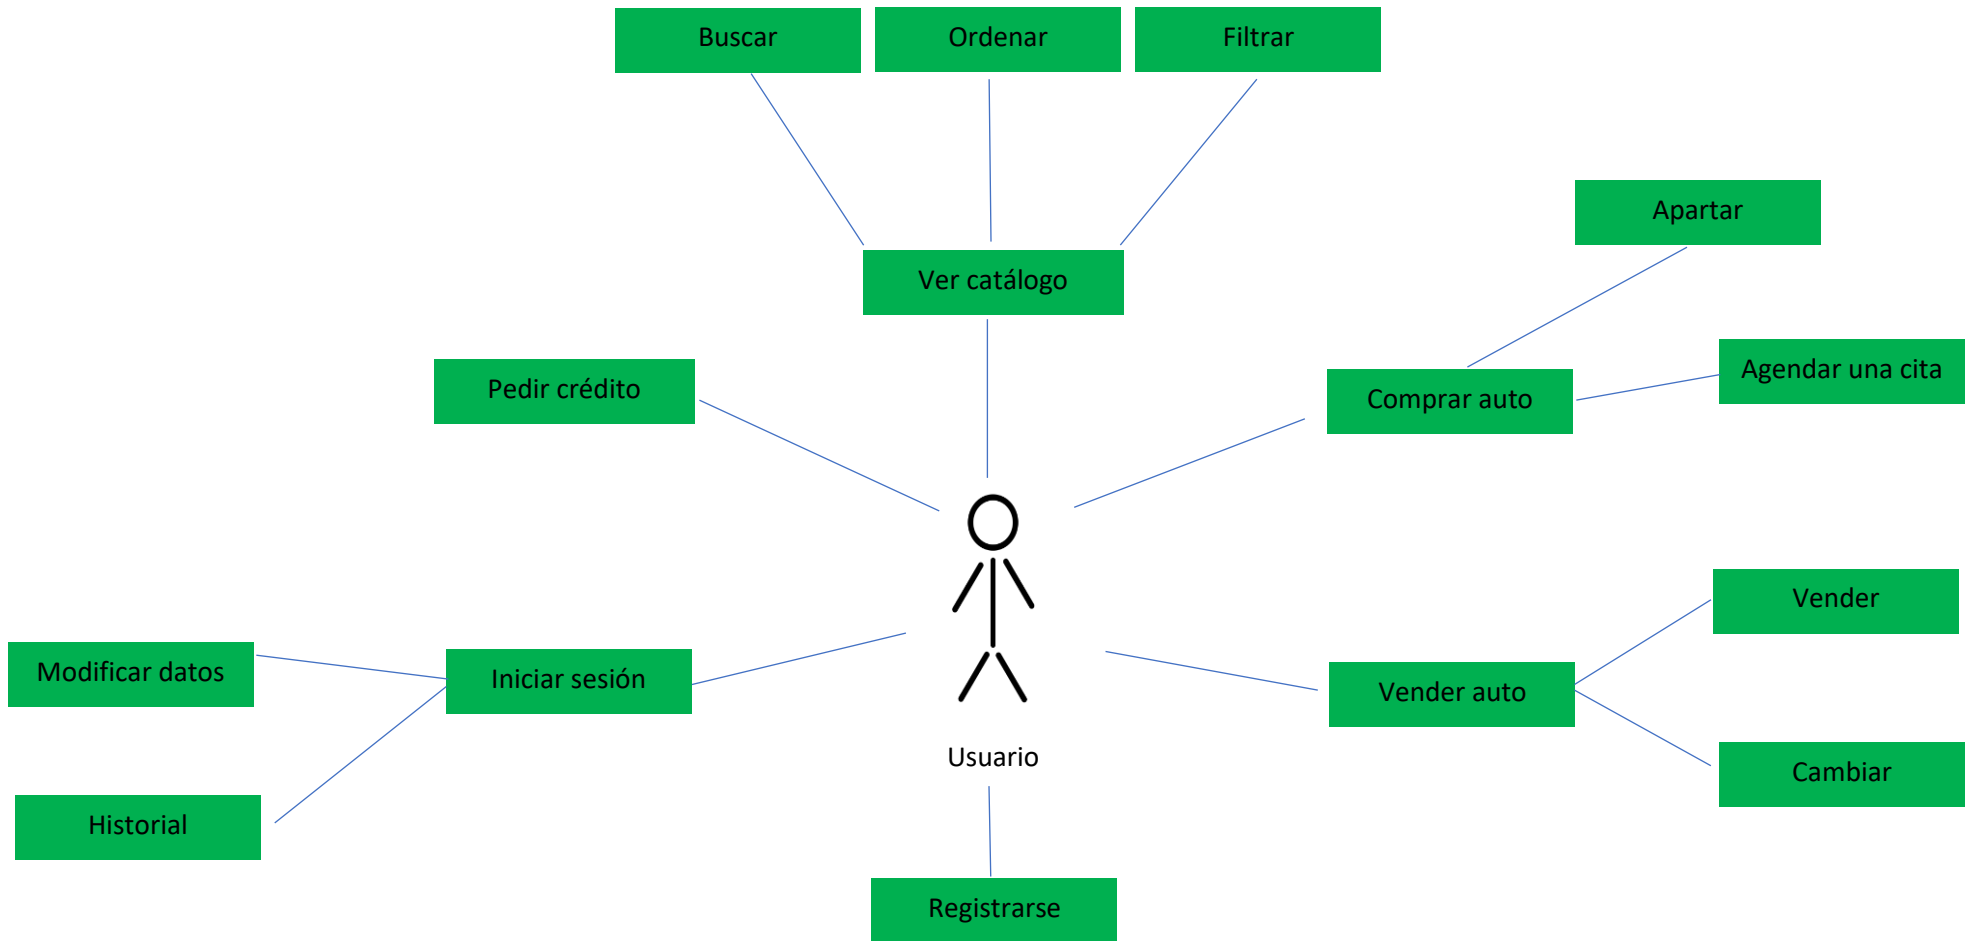 Buscar
Ordenar
Filtrar
Apartar
Ver catálogo
Agendar una cita
Pedir crédito
Comprar auto
Vender
Modificar datos
Iniciar sesión
Vender auto
Usuario
Cambiar
Historial
Registrarse